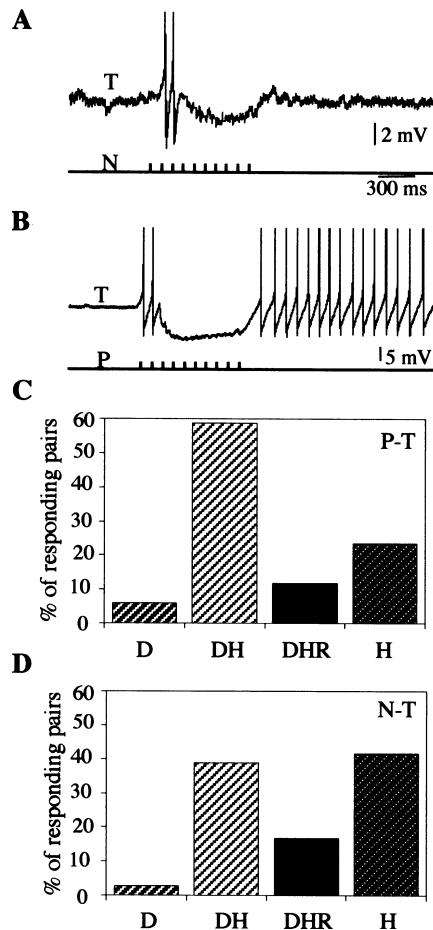 A
T
2 mV
N
300 ms
B
T
5 mV
P
C
% of responding pairs
60
50
40
30
20
10
0
P-T
D DH DHR H
D
% of responding pairs
60
50
40
30
20
10
0
N-T
D DH DHR H